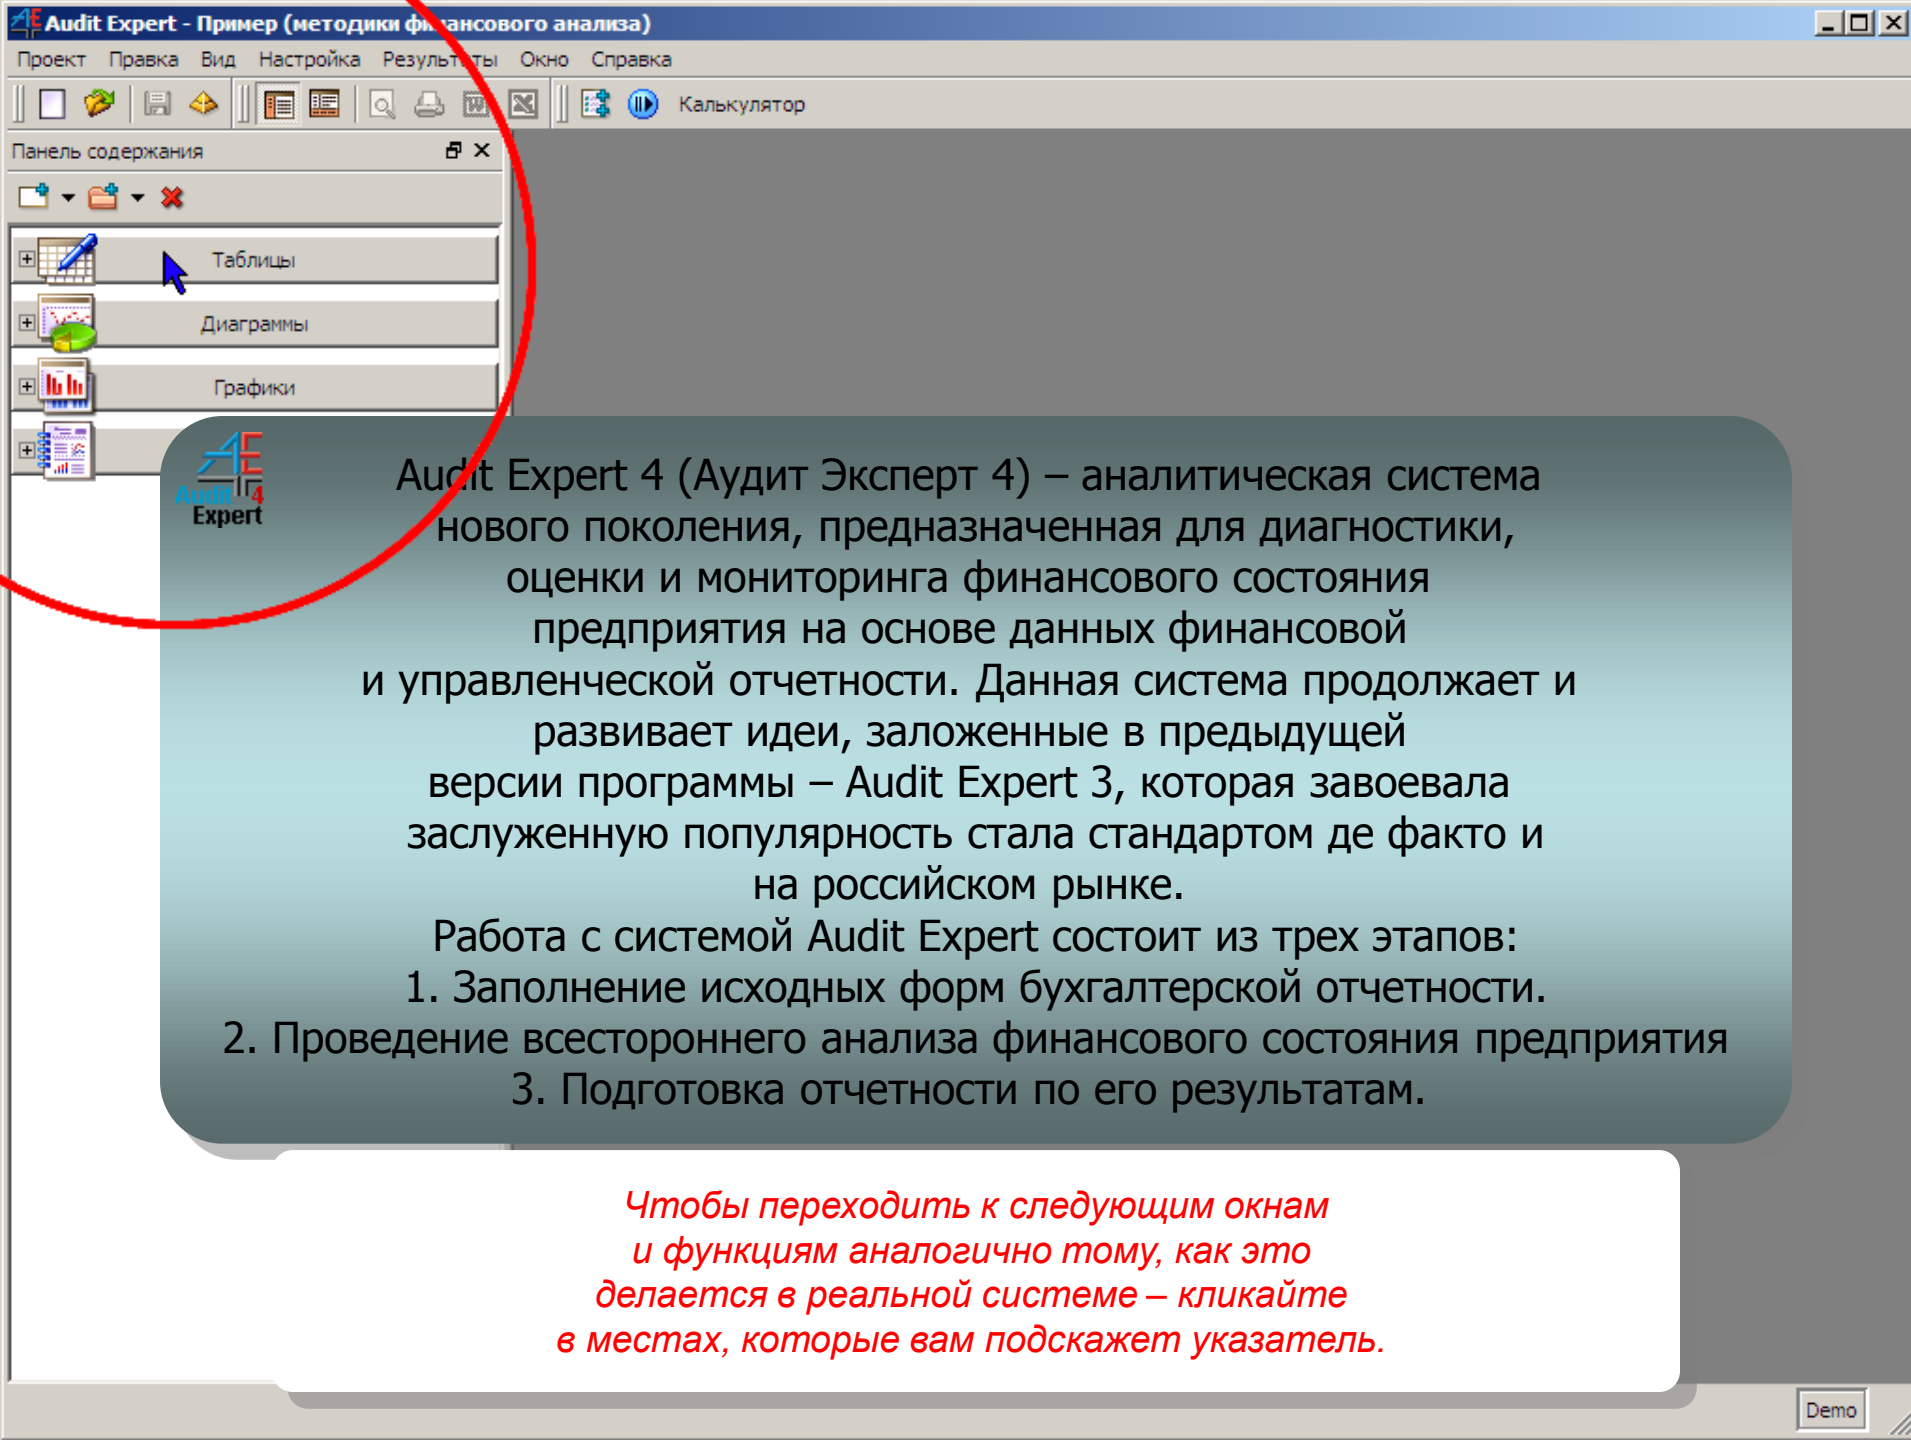 Audit Expert - Пример (методики финансового анализа)
Проект Правка Вид Настройка Результаты Окно Справка
Калькулятор
Панель содержания
Таблицы
Диаграммы
Графики
Audit 4
Expert
Audit Expert 4 (Аудит Эксперт 4) – аналитическая система
нового поколения, предназначенная для диагностики,
оценки и мониторинга финансового состояния
предприятия на основе данных финансовой
и управленческой отчетности. Данная система продолжает и
развивает идеи, заложенные в предыдущей
версии программы – Audit Expert 3, которая завоевала
заслуженную популярность стала стандартом де факто и
на российском рынке.
Работа с системой Audit Expert состоит из трех этапов:
1. Заполнение исходных форм бухгалтерской отчетности.
2. Проведение всестороннего анализа финансового состояния предприятия
3. Подготовка отчетности по его результатам.
Чтобы переходить к следующим окнам
и функциям аналогично тому, как это
делается в реальной системе – кликайте
в местах, которые вам подскажет указатель.
Demo